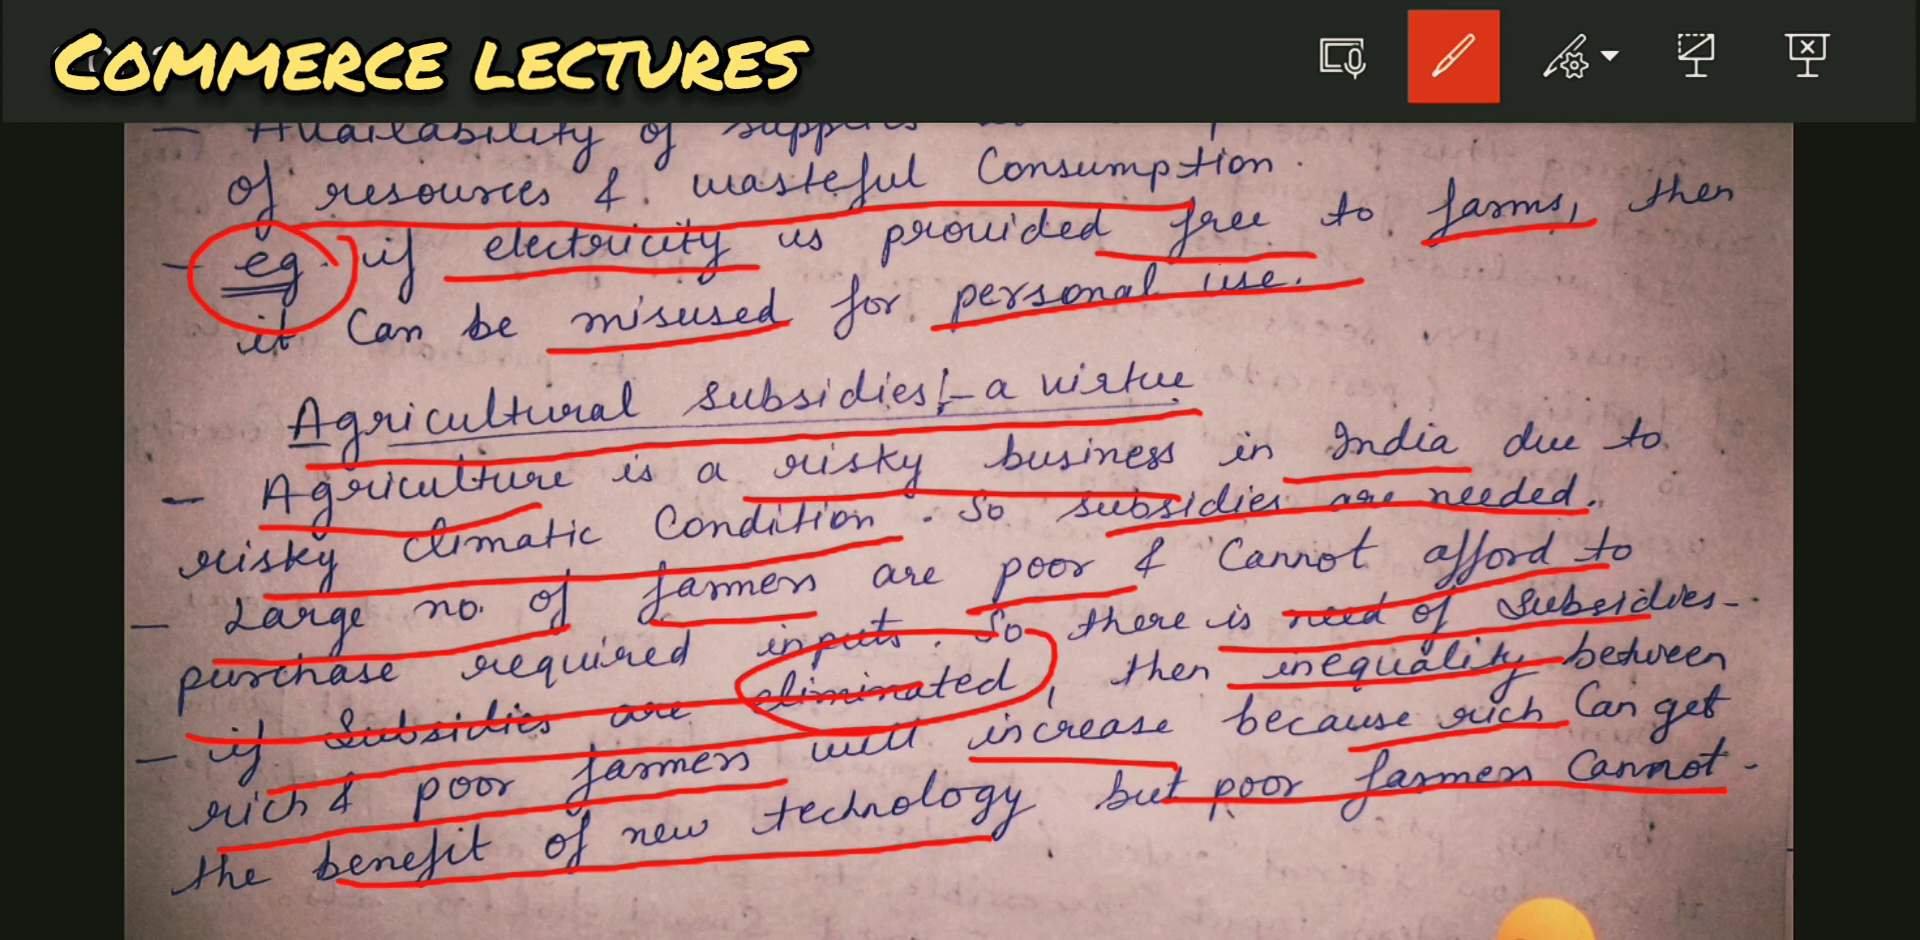 COMMERCE LECTURES
- Availability of
of resources & wasteful Consumption.
- eg. if electricity is provided free to farms, then
it Can be misused for personal use.
Agricultural subsidies:- a virtue
- Agriculture is a risky business in India due to
risky climatic Condition. So subsidies are needed.
- Large no. of farmers are poor & Cannot afford to
purchase required inputs. So there is need of Subsidies-
- if Subsidies are eliminated, then inequality between
rich & poor farmers will increase because rich Can get
the benefit of new technology but poor farmers Cannot-